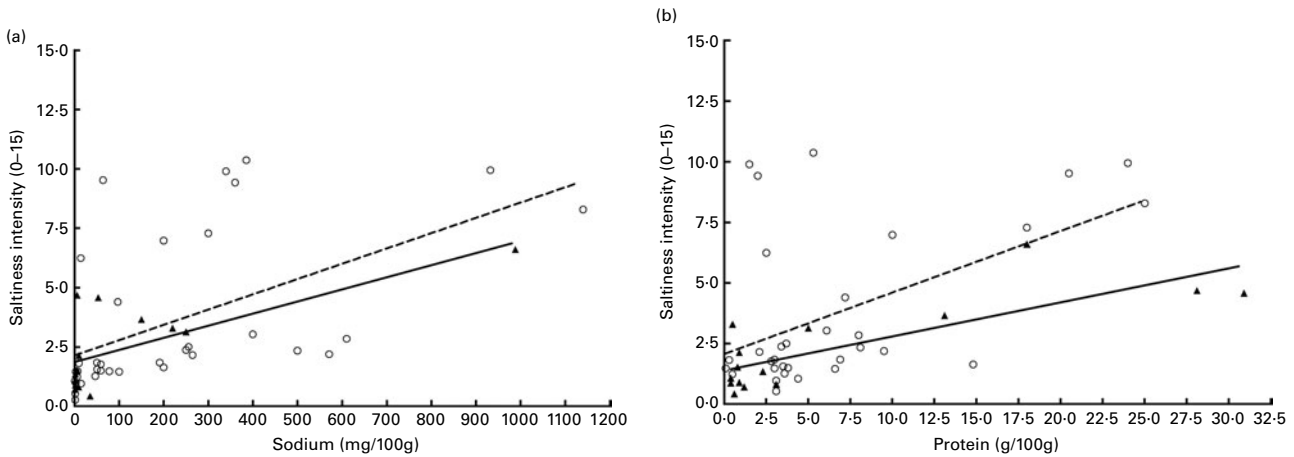 (a)
15·0
12·5
10·0
7·5
5·0
2·5
0·0
Saltiness intensity (0–15)
0 100 200 300 400 500 600 700 800 900 1000 1100 1200
Sodium (mg/100g)
(b)
15·0
12·5
10·0
7·5
5·0
2·5
0·0
Saltiness intensity (0–15)
0·0 2·5 5·0 7·5 10·0 12·5 15·0 17·5 20·0 22·5 25·0 27·5 30·0 32·5
Protein (g/100g)